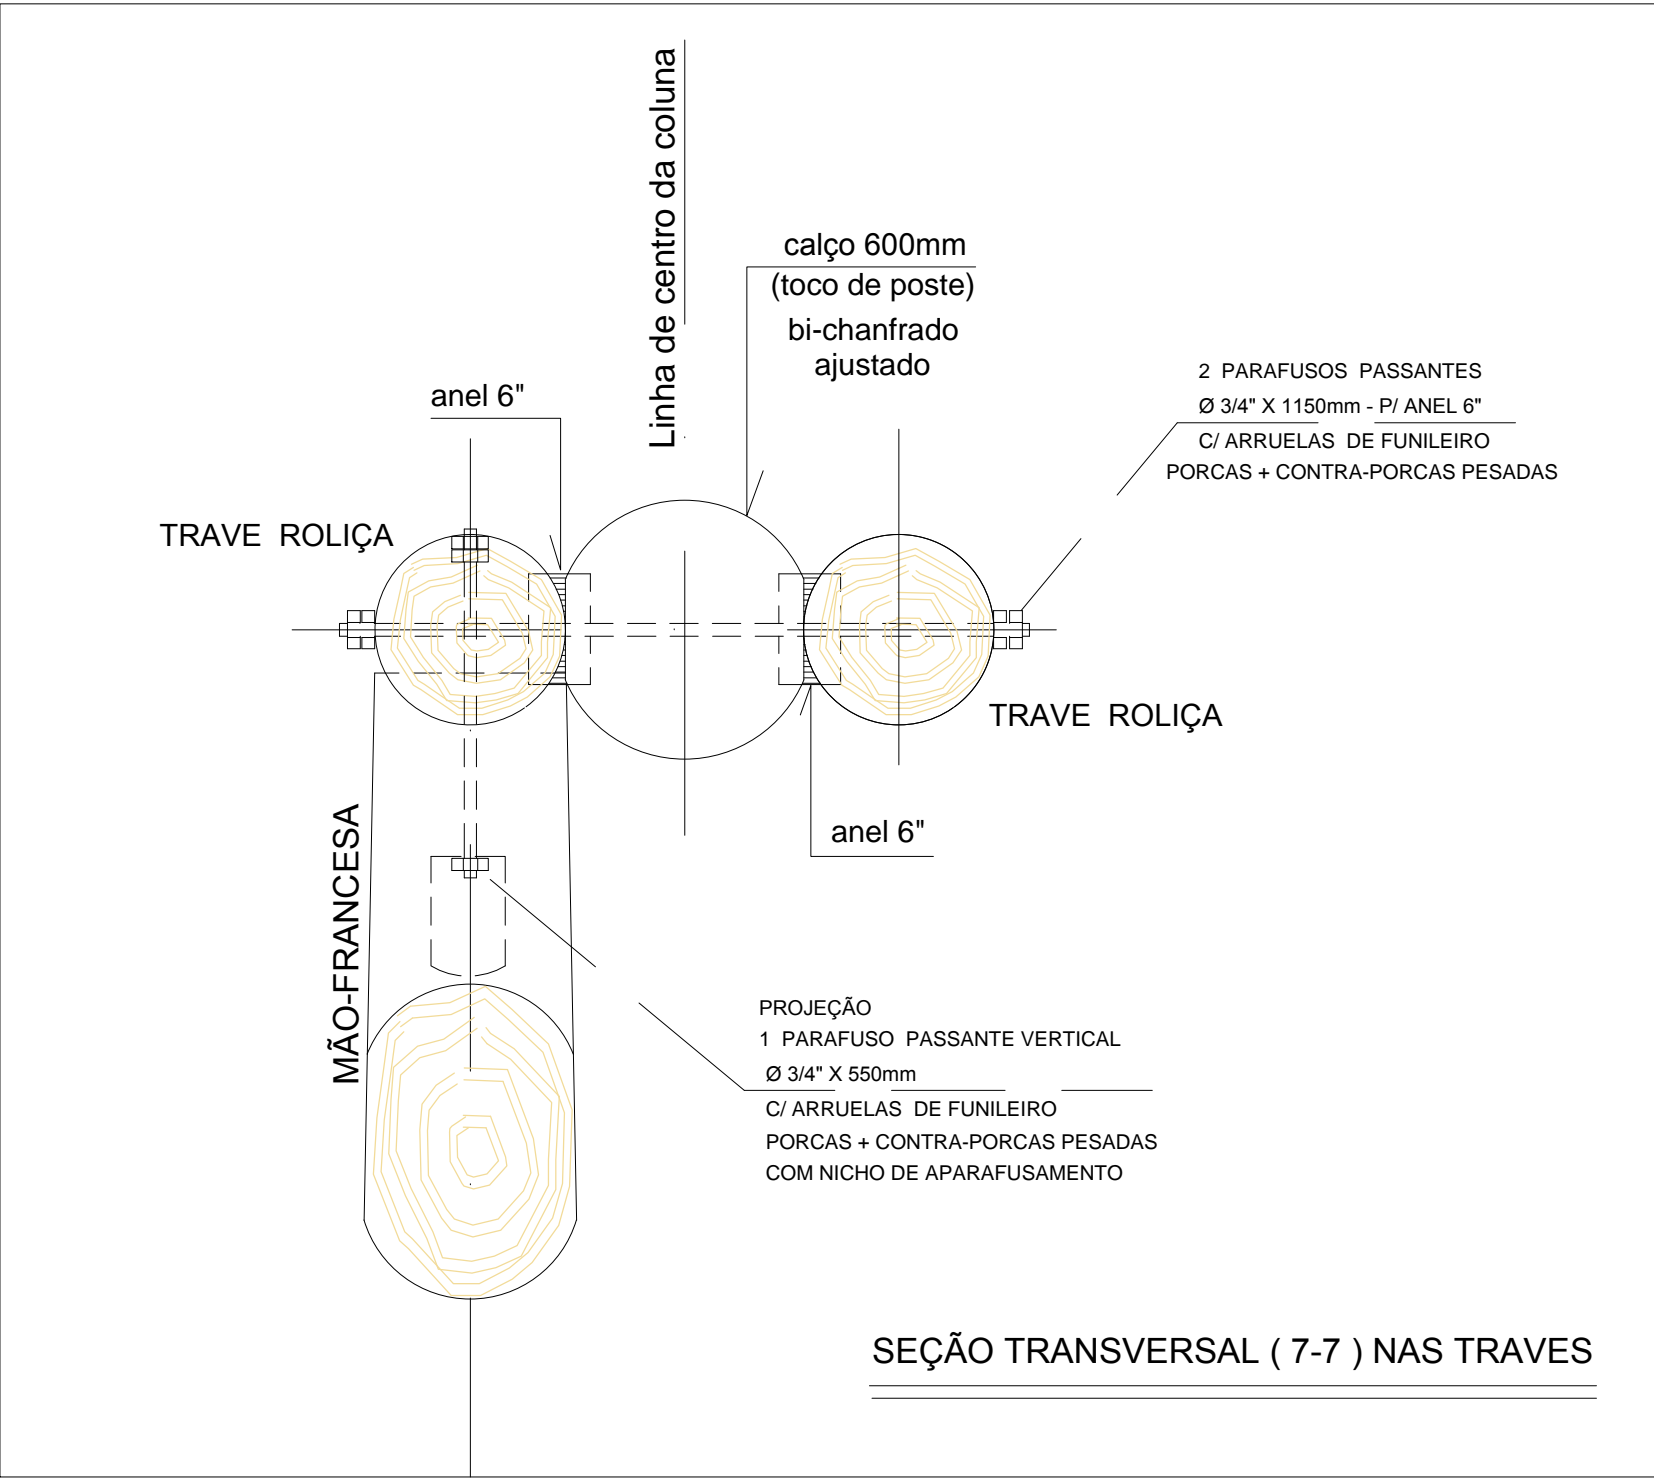 Linha de centro da coluna
calço 600mm
(toco de poste)
bi-chanfrado
ajustado
anel 6"
2 PARAFUSOS PASSANTES
Ø 3/4" X 1150mm - P/ ANEL 6"
C/ ARRUELAS DE FUNILEIRO
PORCAS + CONTRA-PORCAS PESADAS
TRAVE ROLIÇA
TRAVE ROLIÇA
anel 6"
MÃO-FRANCESA
PROJEÇÃO
1 PARAFUSO PASSANTE VERTICAL
Ø 3/4" X 550mm
C/ ARRUELAS DE FUNILEIRO
PORCAS + CONTRA-PORCAS PESADAS
COM NICHO DE APARAFUSAMENTO
SEÇÃO TRANSVERSAL ( 7-7 ) NAS TRAVES